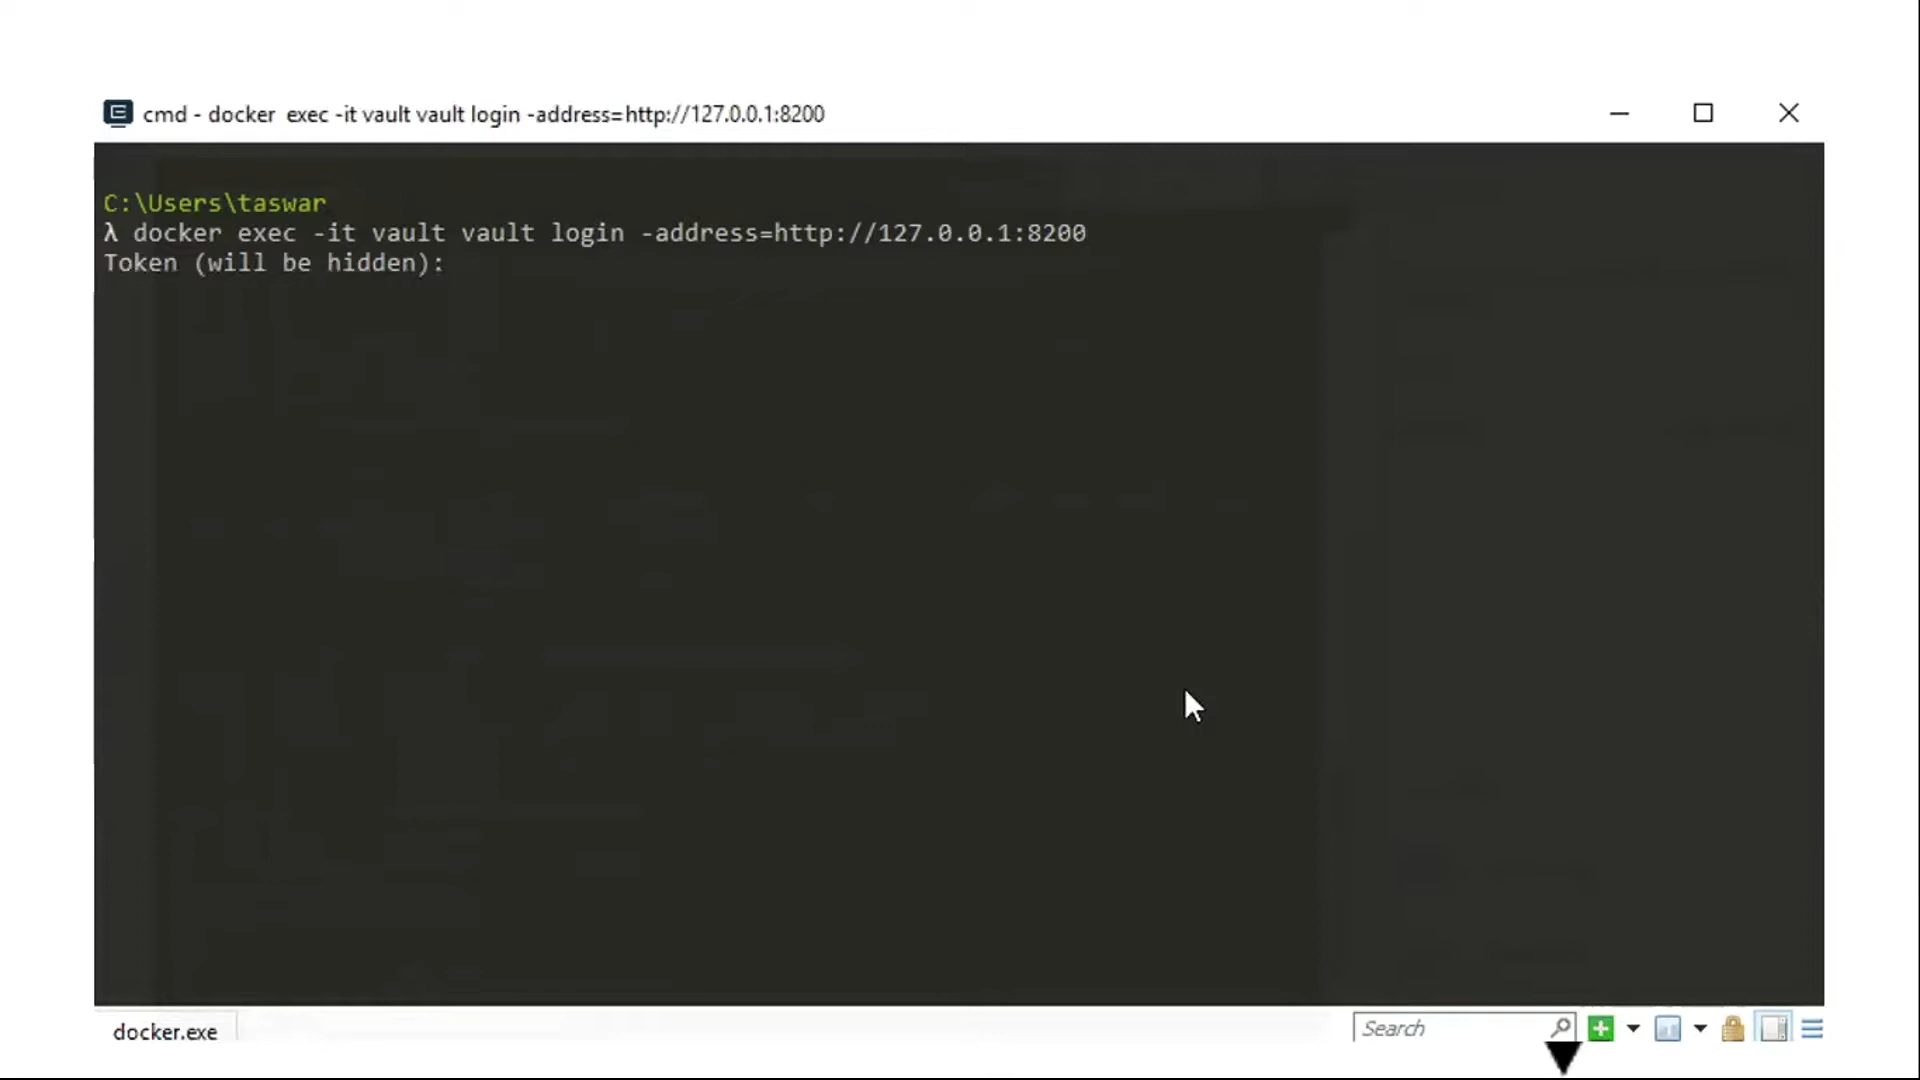 cmd - docker  exec -it vault vault login -address=http://127.0.0.1:8200
C:\Users\taswar
λ docker exec -it vault vault login -address=http://127.0.0.1:8200
Token (will be hidden):
docker.exe
Search